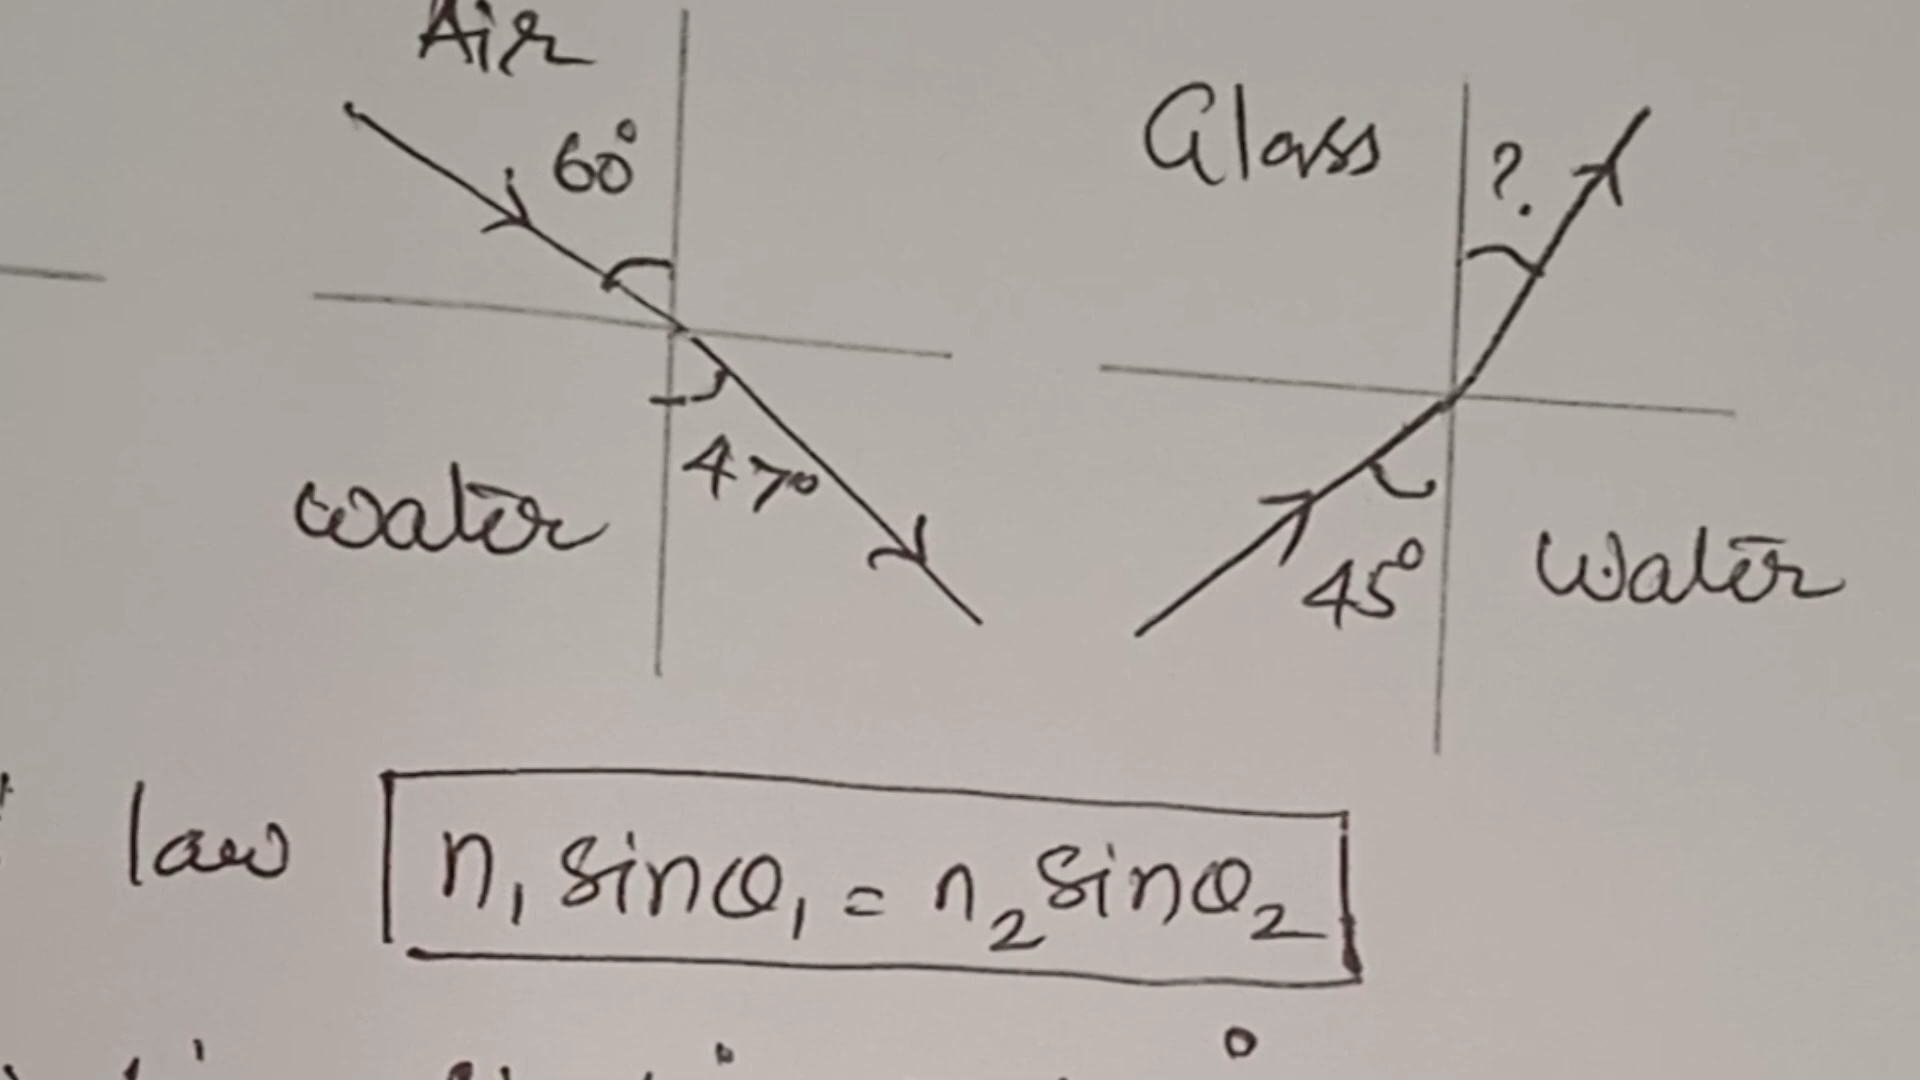 Air
60°
47°
water
Glass
?
45°
Water
law n₁ sinθ₁ = n₂ sinθ₂